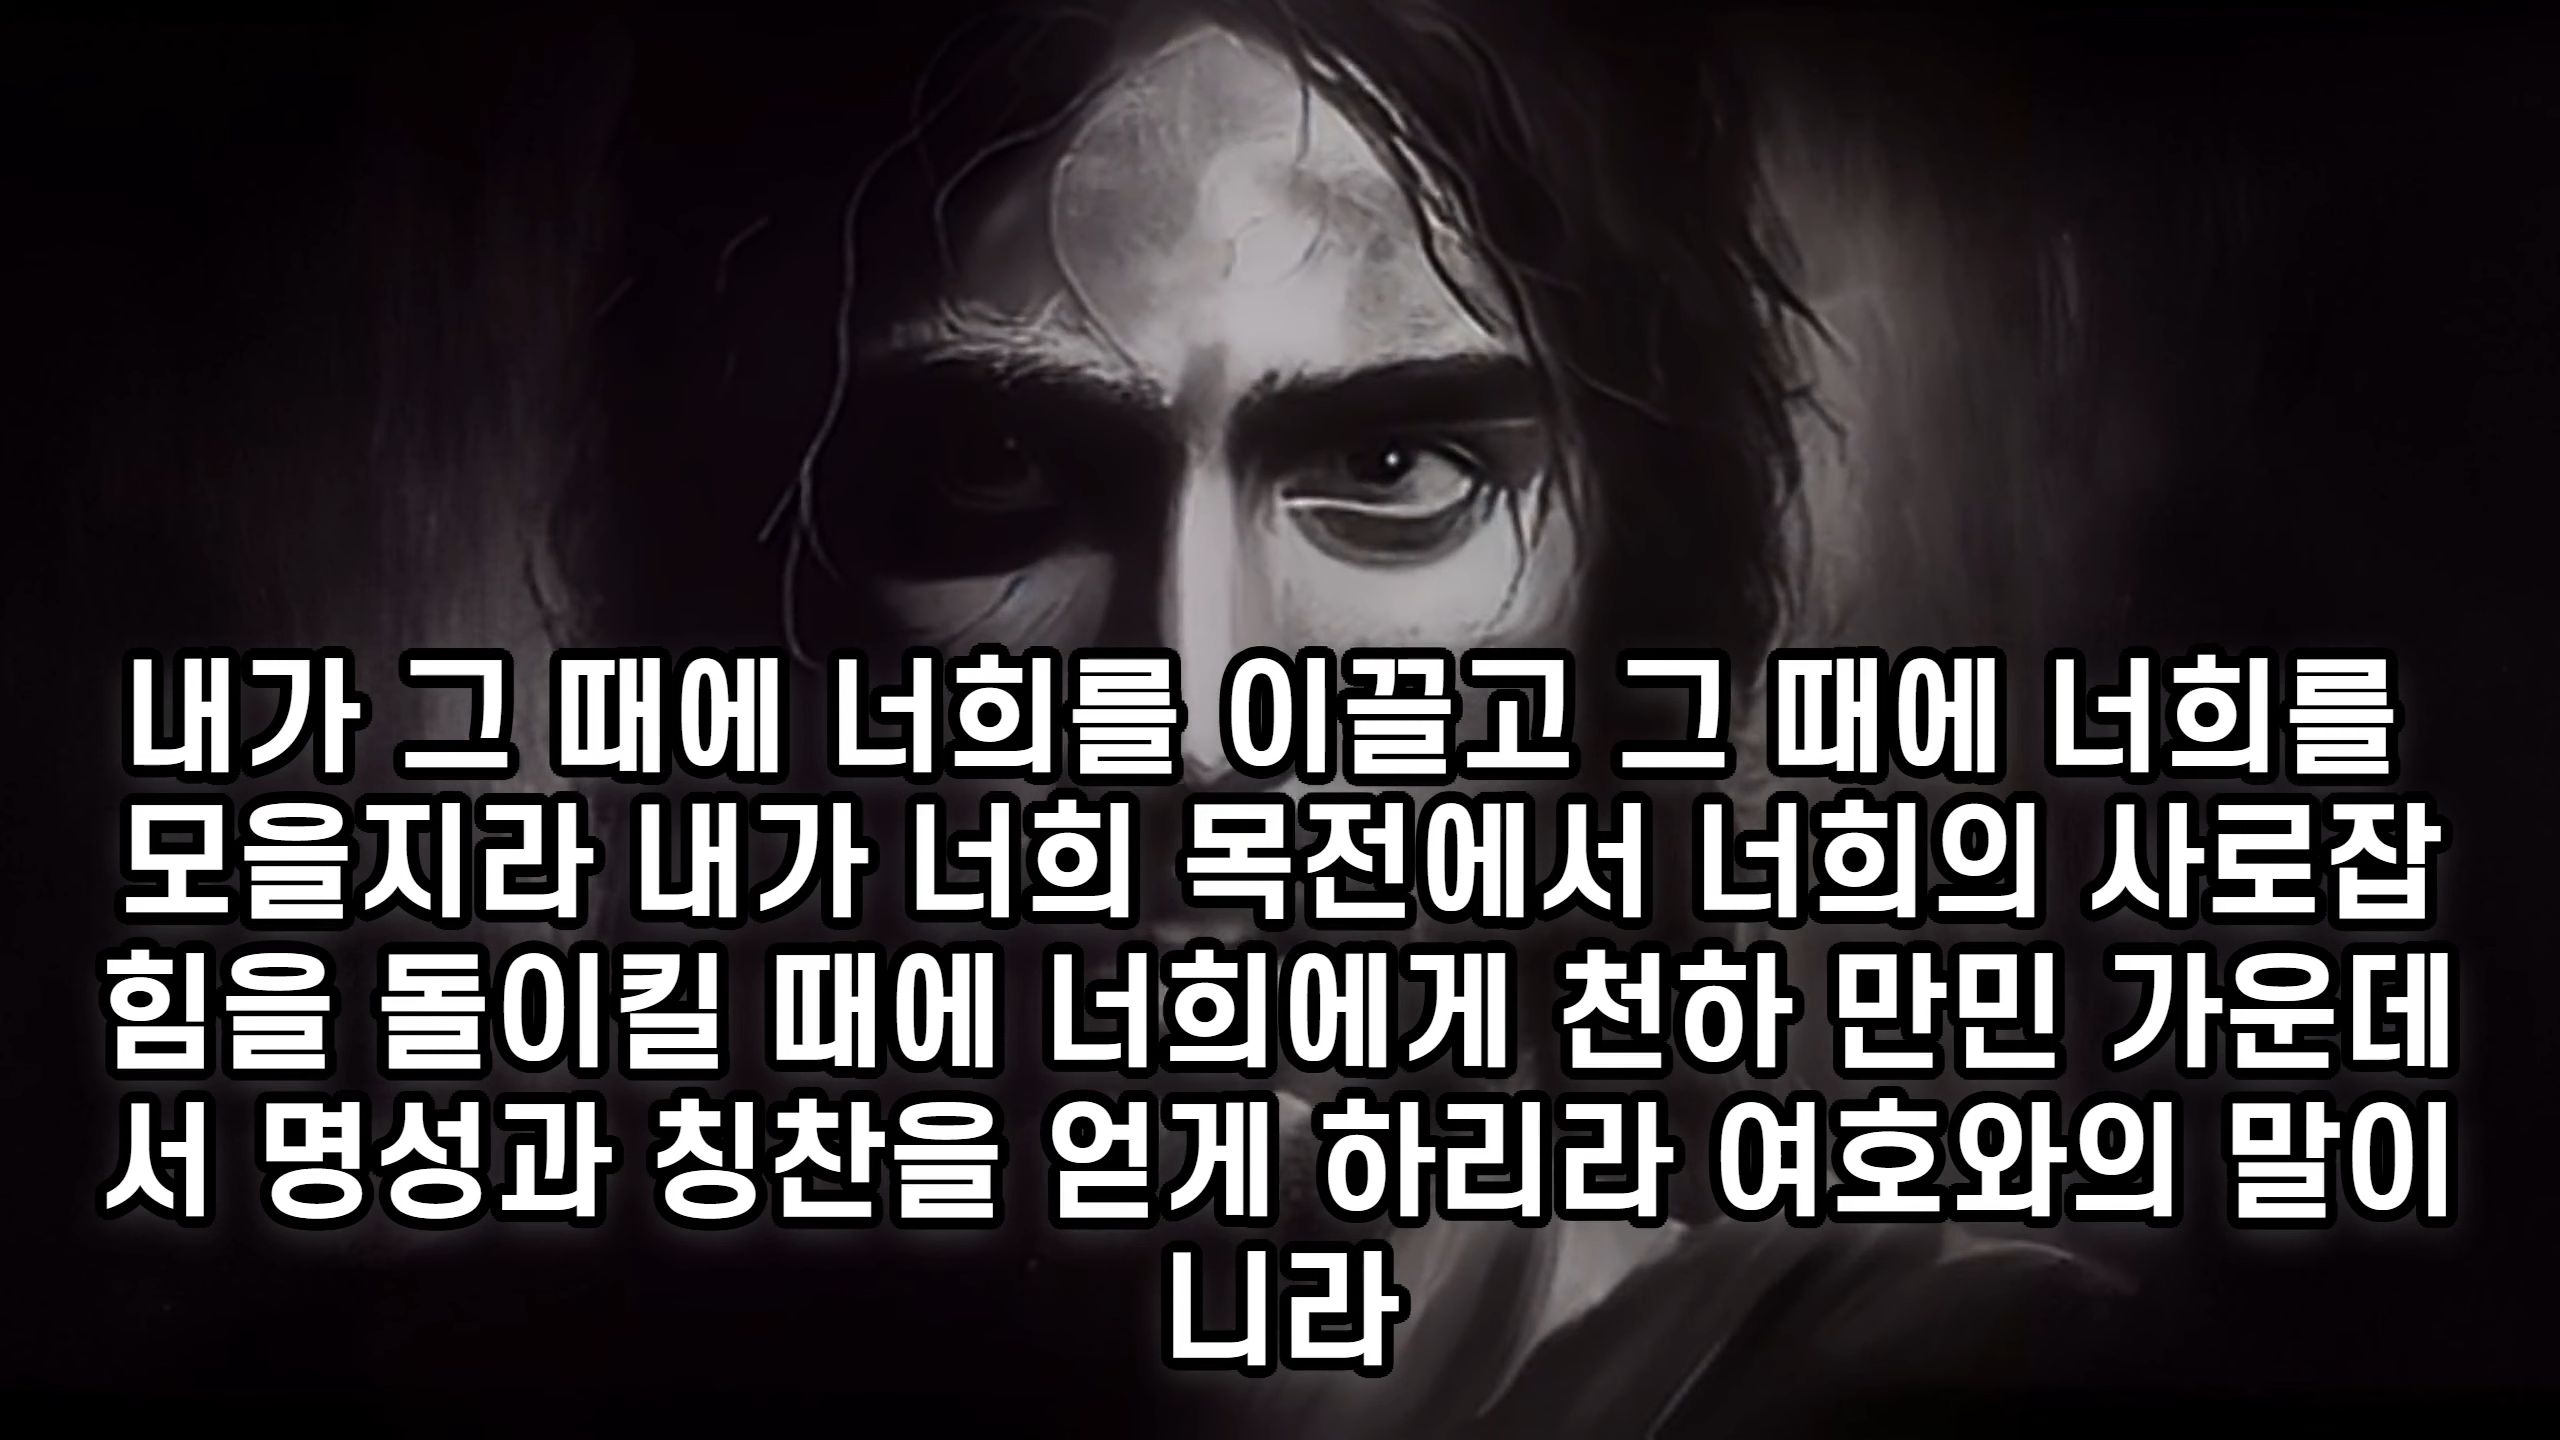 내가 그 때에 너희를 이끌고 그 때에 너희를
모을지라 내가 너희 목전에서 너희의 사로잡
힘을 돌이킬 때에 너희에게 천하 만민 가운데
서 명성과 칭찬을 얻게 하리라 여호와의 말이
니라